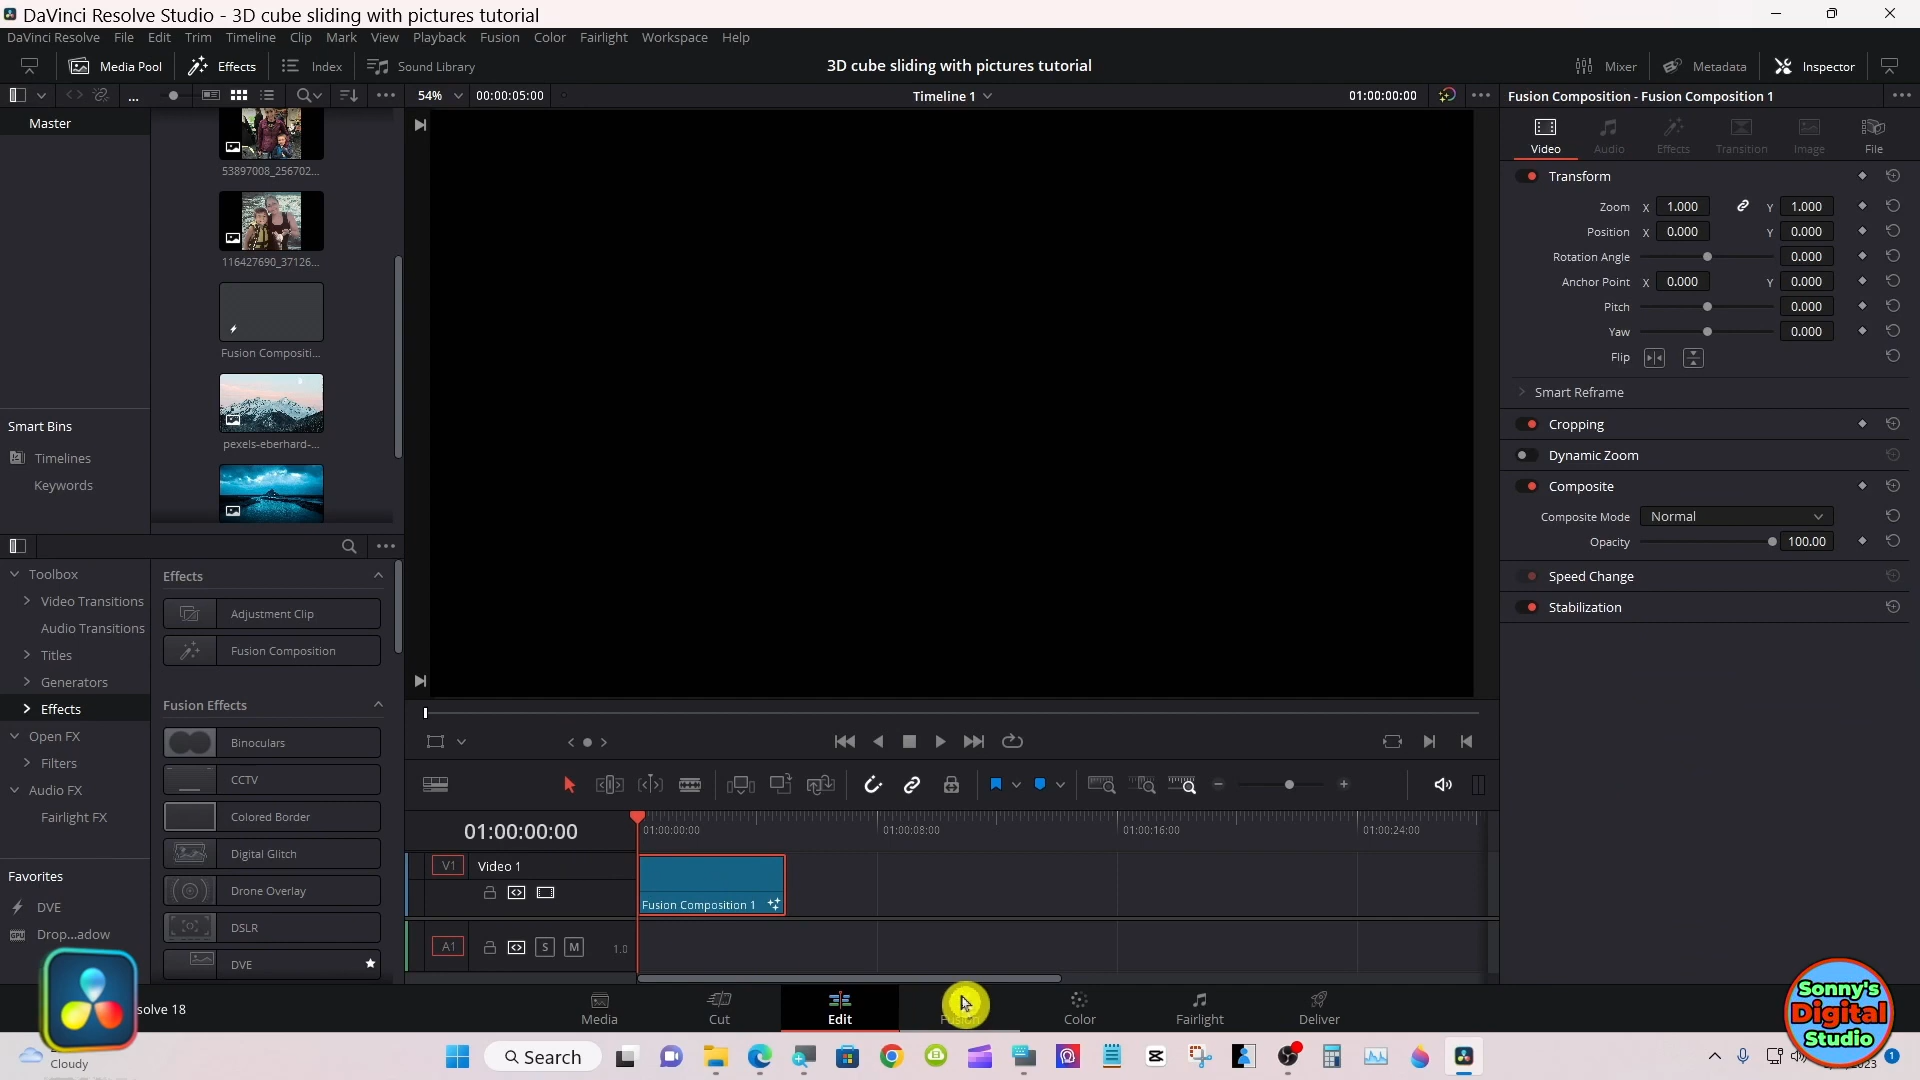 DaVinci Resolve Studio - 3D cube sliding with pictures tutorial
DaVinci Resolve File Edit Trim Timeline Clip Mark View Playback Fusion Color Fairlight Workspace Help
Media Pool Effects Index Sound Library 3D cube sliding with pictures tutorial Mixer Metadata Inspector
54% 00:00:05:00 Timeline 1 01:00:00:00 Fusion Composition - Fusion Composition 1
Master
53897008_256702...
116427690_37126...
Fusion Compositi...
pexels-eberhard-...
Smart Bins
Timelines
Keywords
Video Audio Effects Transition Image File
Transform
Zoom X 1.000 Y 1.000
Position X 0.000 Y 0.000
Rotation Angle 0.000
Anchor Point X 0.000 Y 0.000
Pitch 0.000
Yaw 0.000
Flip
Smart Reframe
Cropping
Dynamic Zoom
Composite
Composite Mode Normal
Opacity 100.00
Speed Change
Stabilization
Toolbox
Video Transitions
Audio Transitions
Titles
Generators
Effects
Open FX
Filters
Audio FX
Fairlight FX
Favorites
DVE
Drop...adow
Effects
Adjustment Clip
Fusion Composition
Fusion Effects
Binoculars
CCTV
Colored Border
Digital Glitch
Drone Overlay
DSLR
DVE
01:00:00:00 01:00:00:00 01:00:08:00 01:00:16:00 01:00:24:00
V1 Video 1
Fusion Composition 1
A1 S M 1.0
solve 18
Media Cut Edit Fusion Color Fairlight Deliver
Sonny's
Digital
Studio
Cloudy
Search
2023
1